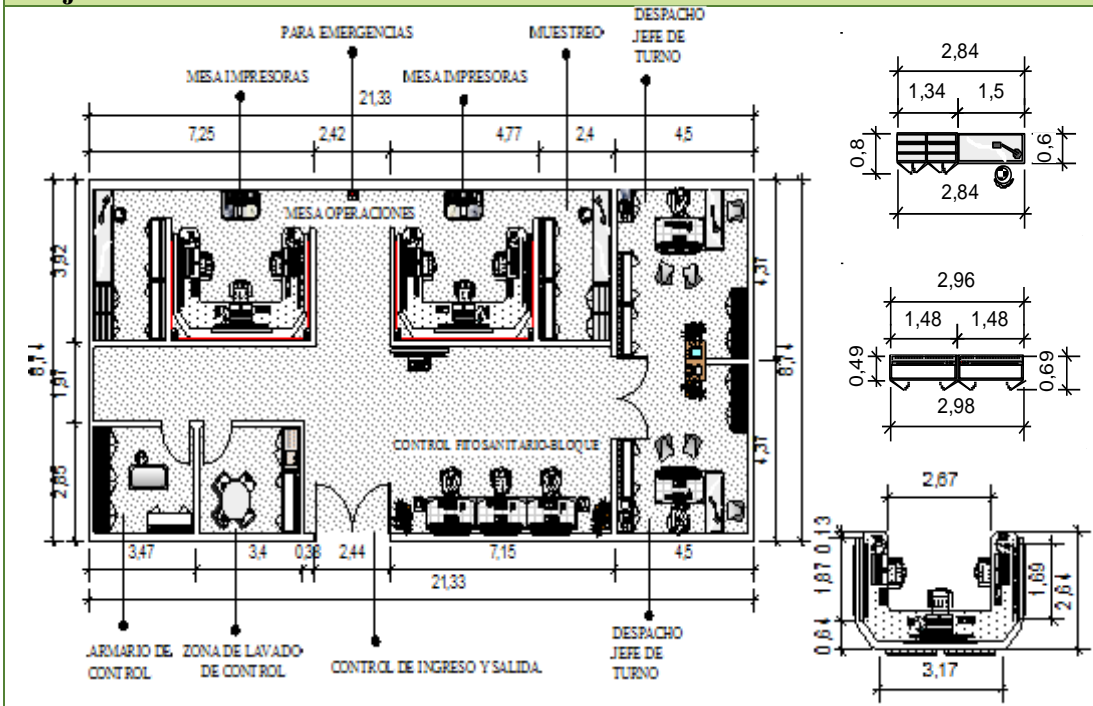 DESPACHO
JEFE DE
TURNO
PARA EMERGENCIAS
MUESTREO
MESA IMPRESORAS
MESA IMPRESORAS
21,33
7,25
2,42
4,77
2,4
4,5
MESA OPERACIONES
8,74
1,97
2,85
4,37
4,37
8,74
CONTROL FITOSANITARIO-BLOQUE
3,47
3,4
0,38
2,44
7,15
4,5
21,33
ARMARIO DE
CONTROL
ZONA DE LAVADO
DE CONTROL
CONTROL DE INGRESO Y SALIDA
DESPACHO
JEFE DE
TURNO
2,84
1,34
1,5
0,8
0,6
2,84
2,96
1,48
1,48
0,49
0,69
2,98
2,67
0,13
1,87
0,64
1,69
2,64
3,17